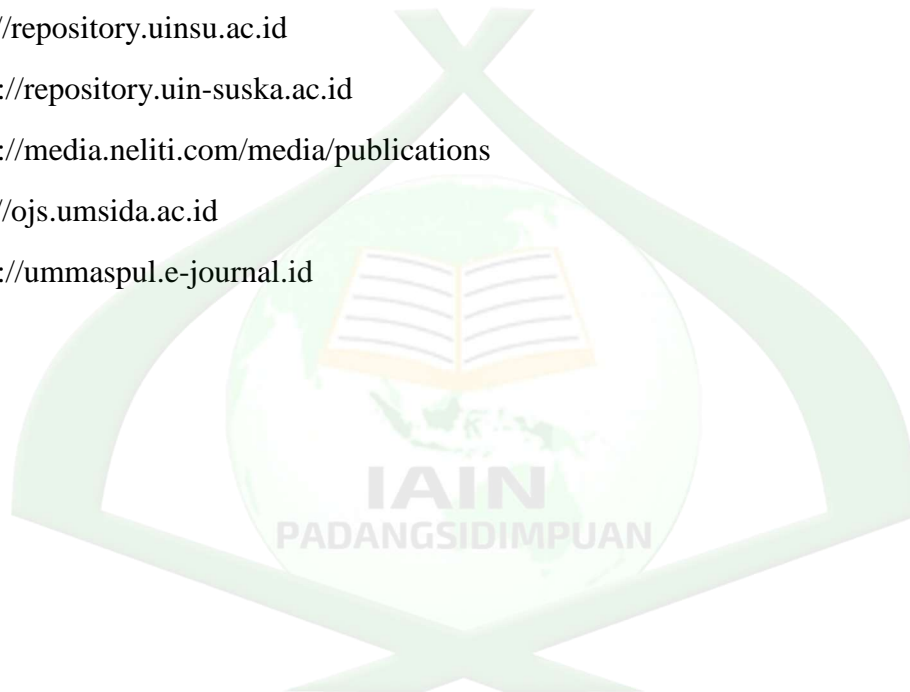 //repository.uinsu.ac.id
://repository.uin-suska.ac.id
://media.neliti.com/media/publications
//ojs.umsida.ac.id
://ummaspul.e-journal.id
IAIN
PADANGSIDIMPUAN